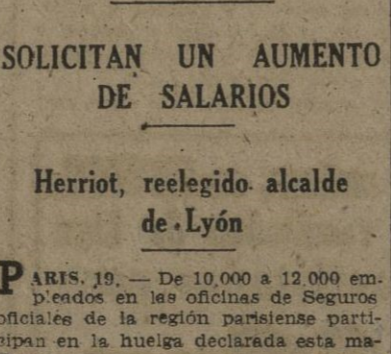 SOLICITAN UN AUMENTO
DE SALARIOS
Herriot, reelegido alcalde
de Lyón
PARIS, 19. — De 10.000 a 12.000 em-
pleados en las oficinas de Seguros
oficiales de la región parisiense parti-
cipan en la huelga declarada esta ma-